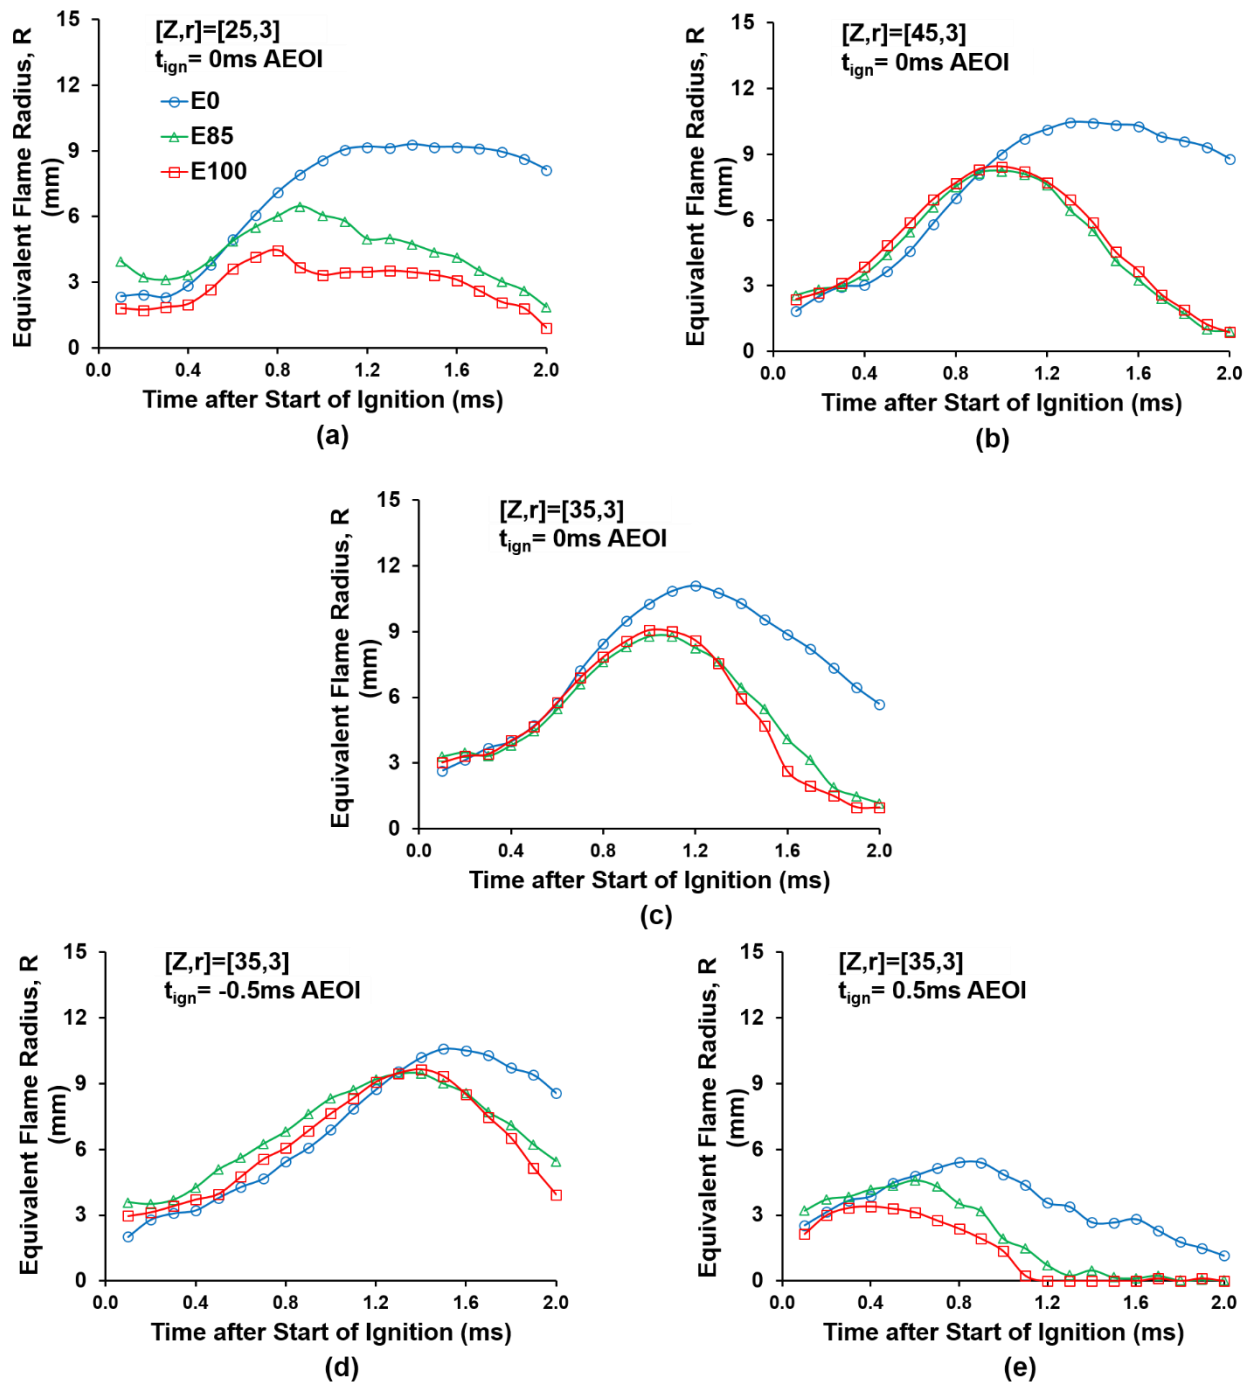 [Z,r]=[25,3]
t_ign= 0ms AEOI
E0
E85
E100
Equivalent Flame Radius, R
(mm)
15
12
9
6
3
0
0.0 0.4 0.8 1.2 1.6 2.0
Time after Start of Ignition (ms)
(a)
[Z,r]=[45,3]
t_ign= 0ms AEOI
Equivalent Flame Radius, R
(mm)
15
12
9
6
3
0
0.0 0.4 0.8 1.2 1.6 2.0
Time after Start of Ignition (ms)
(b)
[Z,r]=[35,3]
t_ign= 0ms AEOI
Equivalent Flame Radius, R
(mm)
15
12
9
6
3
0
0.0 0.4 0.8 1.2 1.6 2.0
Time after Start of Ignition (ms)
(c)
[Z,r]=[35,3]
t_ign= -0.5ms AEOI
Equivalent Flame Radius, R
(mm)
15
12
9
6
3
0
0.0 0.4 0.8 1.2 1.6 2.0
Time after Start of Ignition (ms)
(d)
[Z,r]=[35,3]
t_ign= 0.5ms AEOI
Equivalent Flame Radius, R
(mm)
15
12
9
6
3
0
0.0 0.4 0.8 1.2 1.6 2.0
Time after Start of Ignition (ms)
(e)